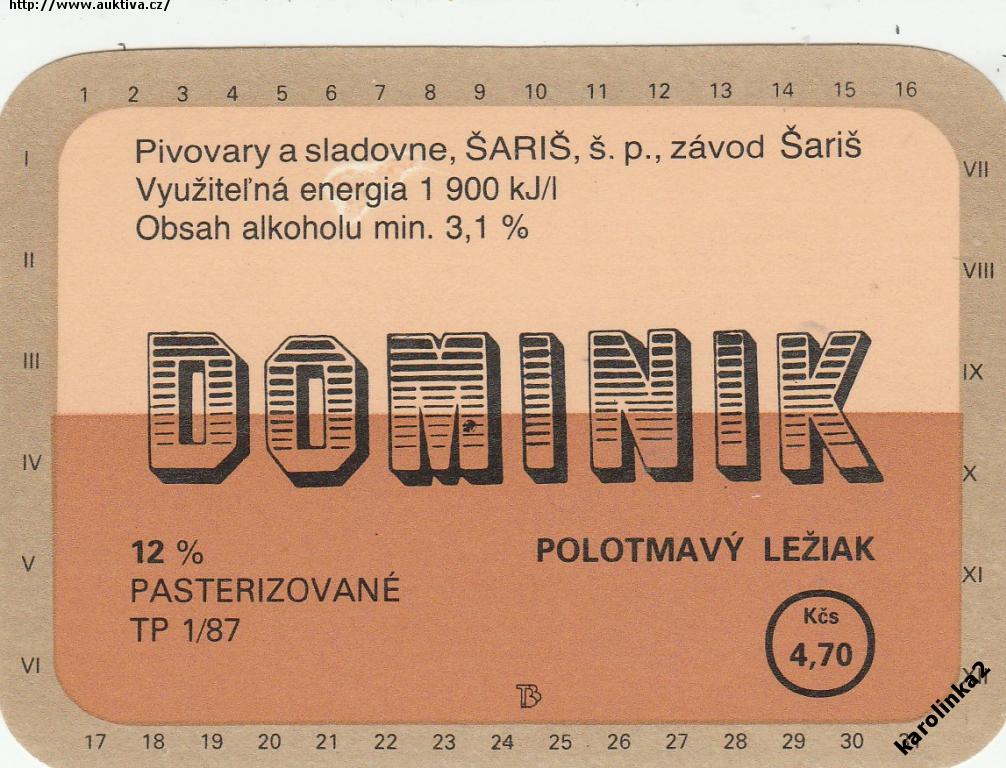 http://www.auktiva.cz/
1 2 3 4 5 6 7 8 9 10 11 12 13 14 15 16
Pivovary a sladovne, ŠARIŠ, š. p., závod Šariš
Využiteľná energia 1 900 kJ/l
Obsah alkoholu min. 3,1 %
I
II
III
IV
V
VI
VII
VIII
IX
X
XI
DOMINIK
12 %
PASTERIZOVANÉ
TP 1/87
POLOTMAVÝ LEŽIAK
Kčs
4,70
TB
17 18 19 20 21 22 23 24 25 26 27 28 29 30
karolinka2